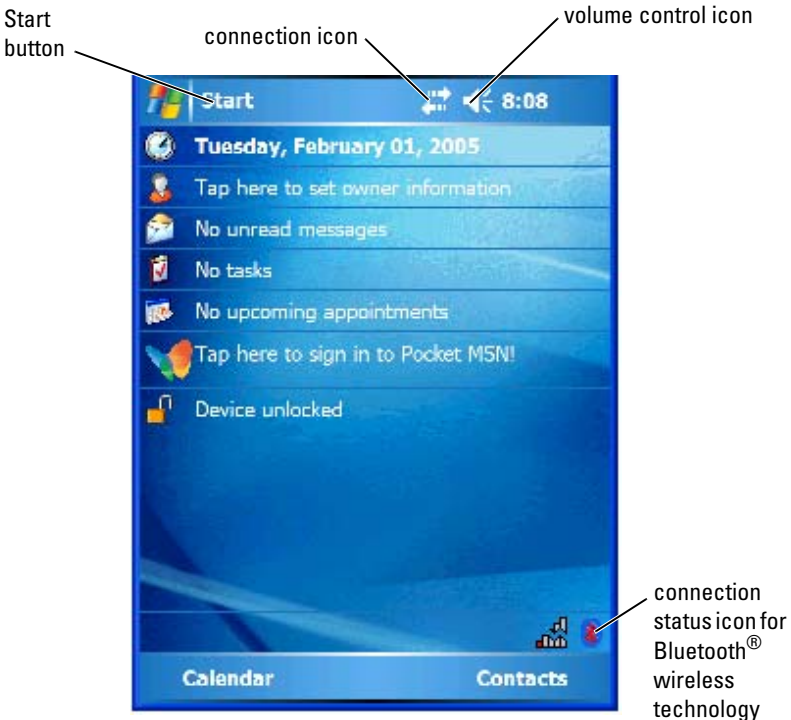 Start
button
connection icon
volume control icon
Start
8:08
Tuesday, February 01, 2005
Tap here to set owner information
No unread messages
No tasks
No upcoming appointments
Tap here to sign in to Pocket MSN!
Device unlocked
connection
status icon for
Bluetooth®
wireless
technology
Calendar
Contacts